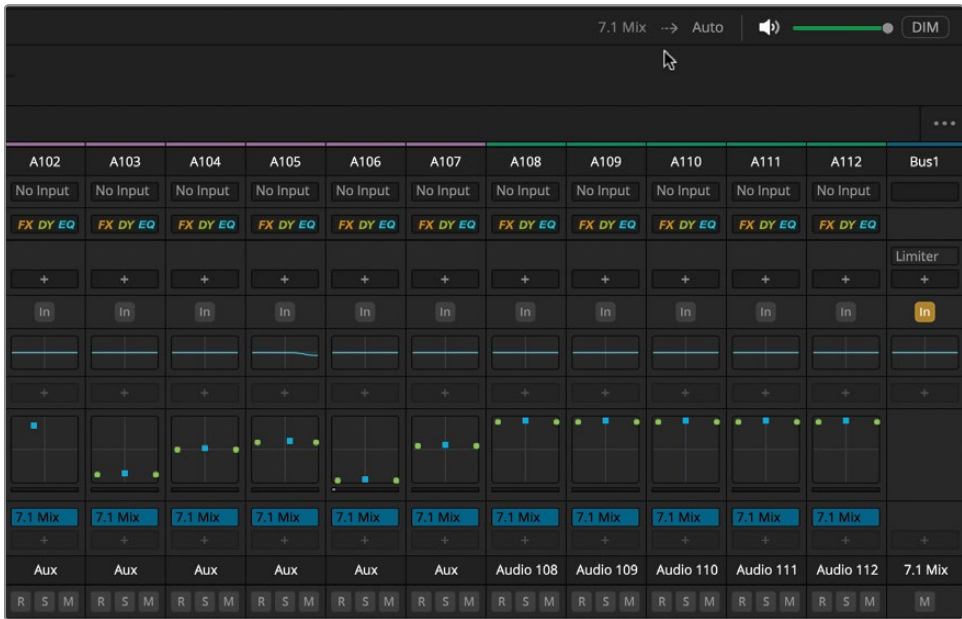 7.1 Mix ⇢ Auto DIM
A102 A103 A104 A105 A106 A107 A108 A109 A110 A111 A112 Bus1
No Input No Input No Input No Input No Input No Input No Input No Input No Input No Input No Input
FX DY EQ FX DY EQ FX DY EQ FX DY EQ FX DY EQ FX DY EQ FX DY EQ FX DY EQ FX DY EQ FX DY EQ FX DY EQ
Limiter
+ + + + + + + + + + + +
In In In In In In In In In In In In
+ + + + + + + + + + + +
7.1 Mix 7.1 Mix 7.1 Mix 7.1 Mix 7.1 Mix 7.1 Mix 7.1 Mix 7.1 Mix 7.1 Mix 7.1 Mix 7.1 Mix
+ + + + + + + + + + + +
Aux Aux Aux Aux Aux Aux Audio 108 Audio 109 Audio 110 Audio 111 Audio 112 7.1 Mix
R S M R S M R S M R S M R S M R S M R S M R S M R S M R S M R S M M